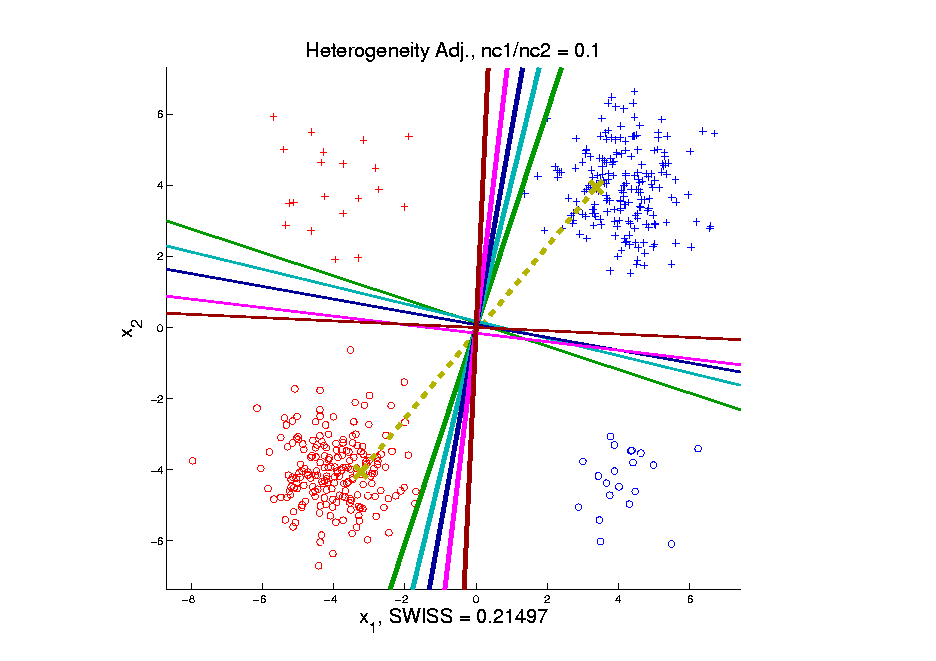 Heterogeneity Adj., nc1/nc2 = 0.1
6
4
2
0
−2
−4
−6
x2
−8 −6 −4 −2 0 2 4 6
x1, SWISS = 0.21497